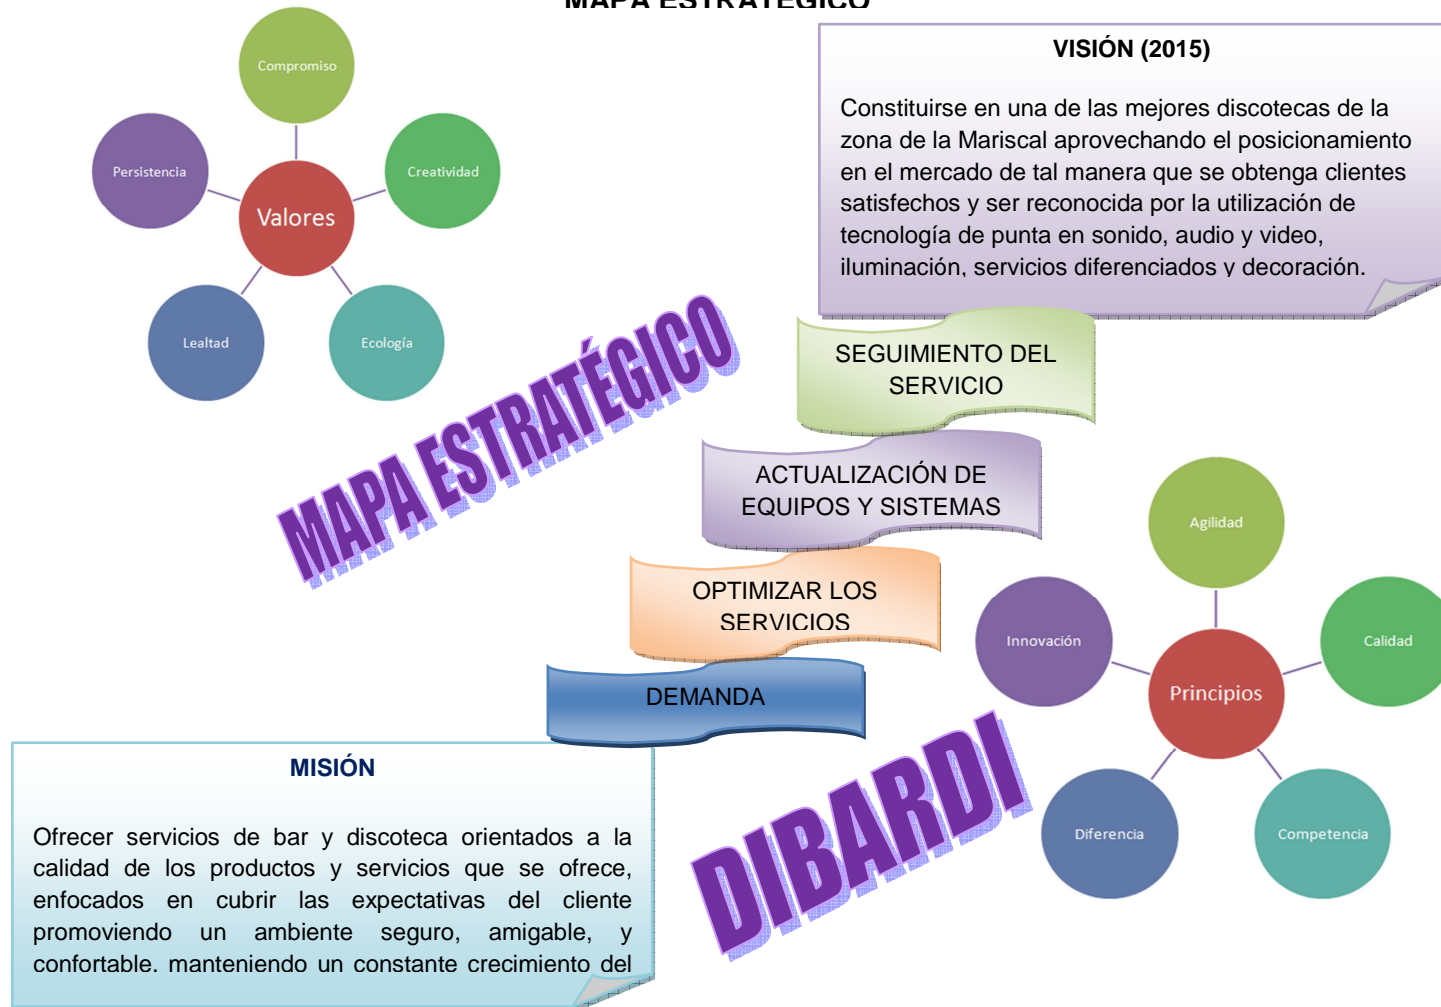 MAPA ESTRATÉGICO
Compromiso
Persistencia
Creatividad
Valores
Lealtad
Ecología
VISIÓN (2015)
Constituirse en una de las mejores discotecas de la
zona de la Mariscal aprovechando el posicionamiento
en el mercado de tal manera que se obtenga clientes
satisfechos y ser reconocida por la utilización de
tecnología de punta en sonido, audio y video,
iluminación, servicios diferenciados y decoración.
MAPA ESTRATÉGICO
SEGUIMIENTO DEL
SERVICIO
ACTUALIZACIÓN DE
EQUIPOS Y SISTEMAS
OPTIMIZAR LOS
SERVICIOS
DEMANDA
Agilidad
Innovación
Calidad
Principios
Diferencia
Competencia
DIBARDI
MISIÓN
Ofrecer servicios de bar y discoteca orientados a la
calidad de los productos y servicios que se ofrece,
enfocados en cubrir las expectativas del cliente
promoviendo un ambiente seguro, amigable, y
confortable. manteniendo un constante crecimiento del